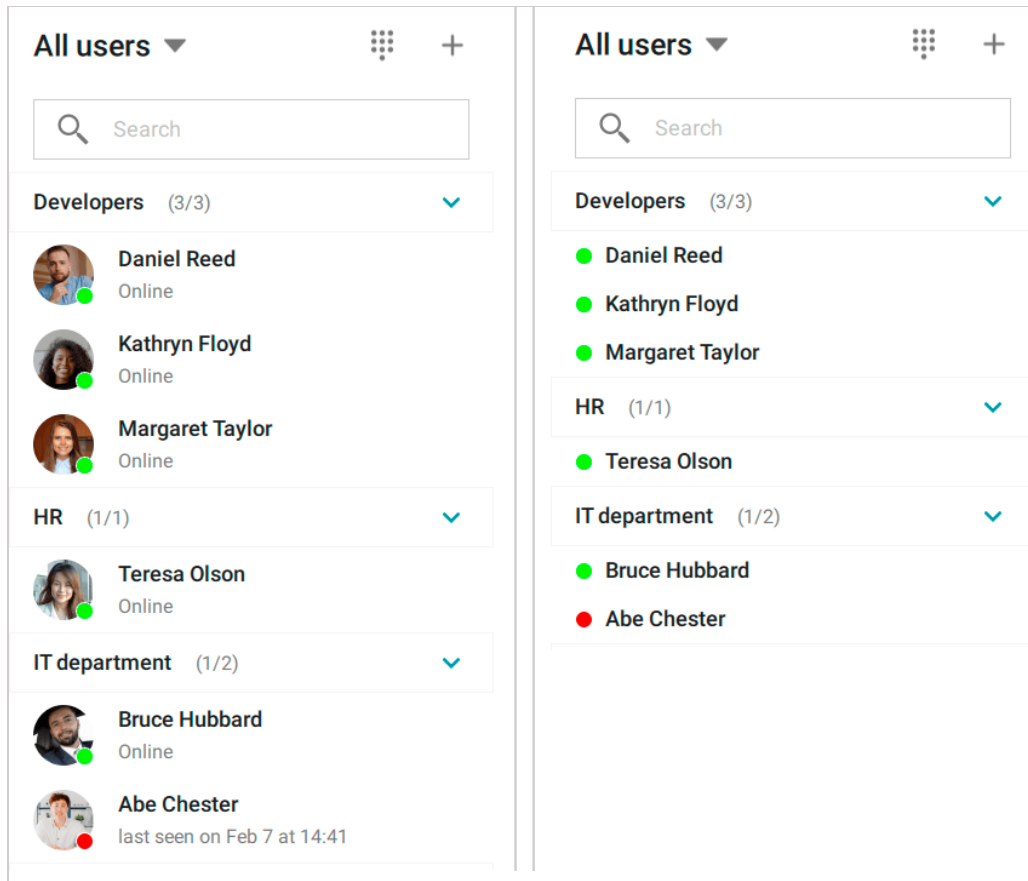 All users
Search
Developers (3/3)
Daniel Reed
Online
Kathryn Floyd
Online
Margaret Taylor
Online
HR (1/1)
Teresa Olson
Online
IT department (1/2)
Bruce Hubbard
Online
Abe Chester
last seen on Feb 7 at 14:41
All users
Search
Developers (3/3)
Daniel Reed
Kathryn Floyd
Margaret Taylor
HR (1/1)
Teresa Olson
IT department (1/2)
Bruce Hubbard
Abe Chester